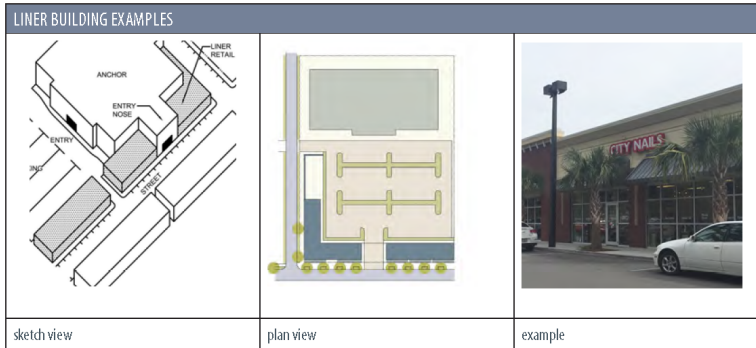 LINER BUILDING EXAMPLES
LINER
RETAIL
ANCHOR
ENTRY
NOSE
ENTRY
STREET
CITY NAILS
sketch view
plan view
example